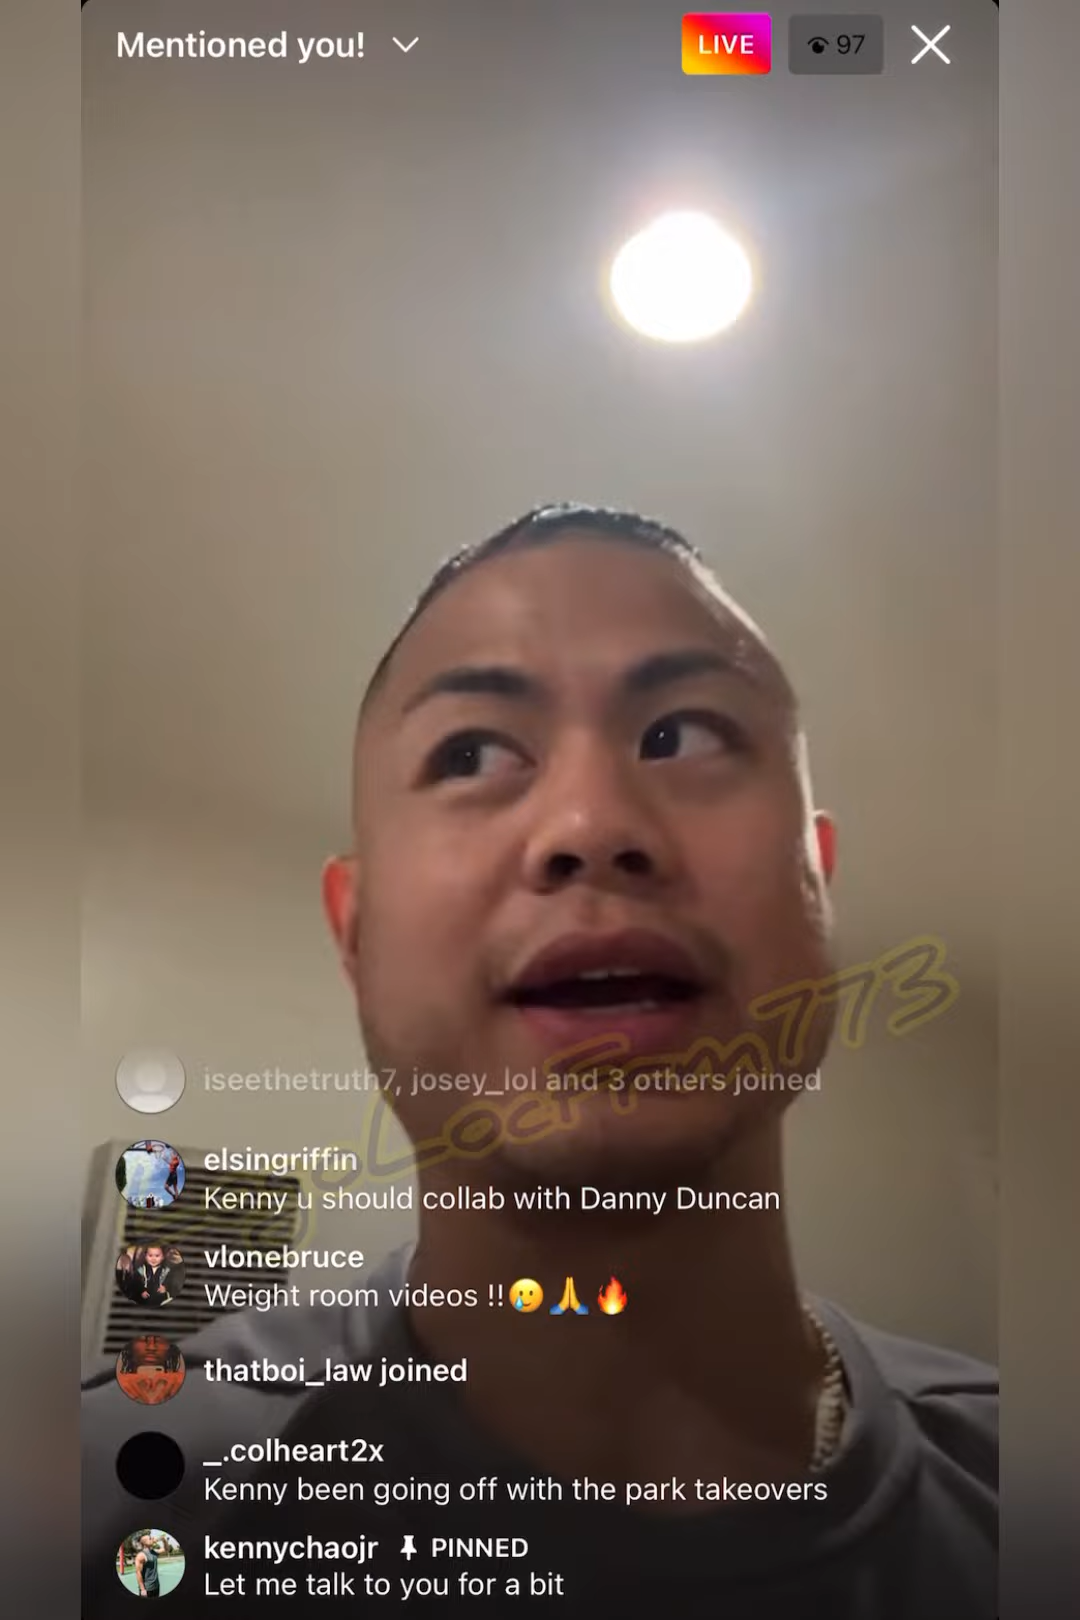 Mentioned you!
LIVE
97
iseethetruth7, josey_lol and 3 others joined
elsingriffin
Kenny u should collab with Danny Duncan
vlonebruce
Weight room videos !!🥲🙏🔥
thatboi_law joined
_.colheart2x
Kenny been going off with the park takeovers
kennychaojr PINNED
Let me talk to you for a bit